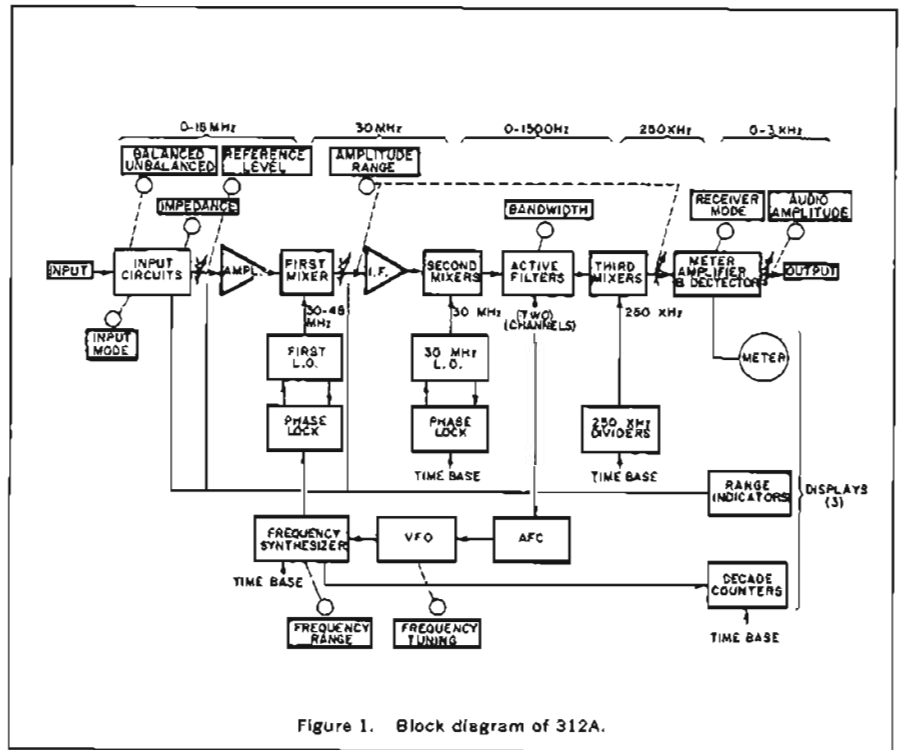 0-18 MHz
30 MHz
0-1500Hz
250 KHz
0-3 KHz
BALANCED
UNBALANCED
REFERENCE
LEVEL
AMPLITUDE
RANGE
RECEIVER
MODE
AUDIO
AMPLITUDE
IMPEDANCE
BANDWIDTH
INPUT
INPUT
CIRCUITS
AMPL.
FIRST
MIXER
I.F.
SECOND
MIXERS
ACTIVE
FILTERS
THIRD
MIXERS
METER
AMPLIFIER
& DECTECTOR
OUTPUT
30-48
MHz
30 MHz
(TWO)
(CHANNELS)
250 KHz
INPUT
MODE
FIRST
L.O.
30 MHz
L.O.
METER
PHASE
LOCK
PHASE
LOCK
250 KHz
DIVIDERS
TIME BASE
TIME BASE
RANGE
INDICATORS
DISPLAYS
(3)
FREQUENCY
SYNTHESIZER
VFO
AFC
TIME BASE
DECADE
COUNTERS
FREQUENCY
RANGE
FREQUENCY
TUNING
TIME BASE
Figure 1. Block diagram of 312A.